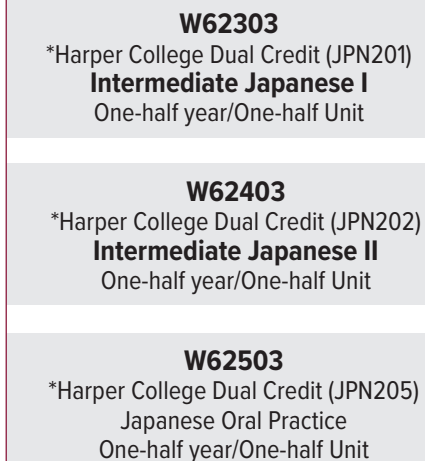 W62303
*Harper College Dual Credit (JPN201)
Intermediate Japanese I
One-half year/One-half Unit
W62403
*Harper College Dual Credit (JPN202)
Intermediate Japanese II
One-half year/One-half Unit
W62503
*Harper College Dual Credit (JPN205)
Japanese Oral Practice
One-half year/One-half Unit